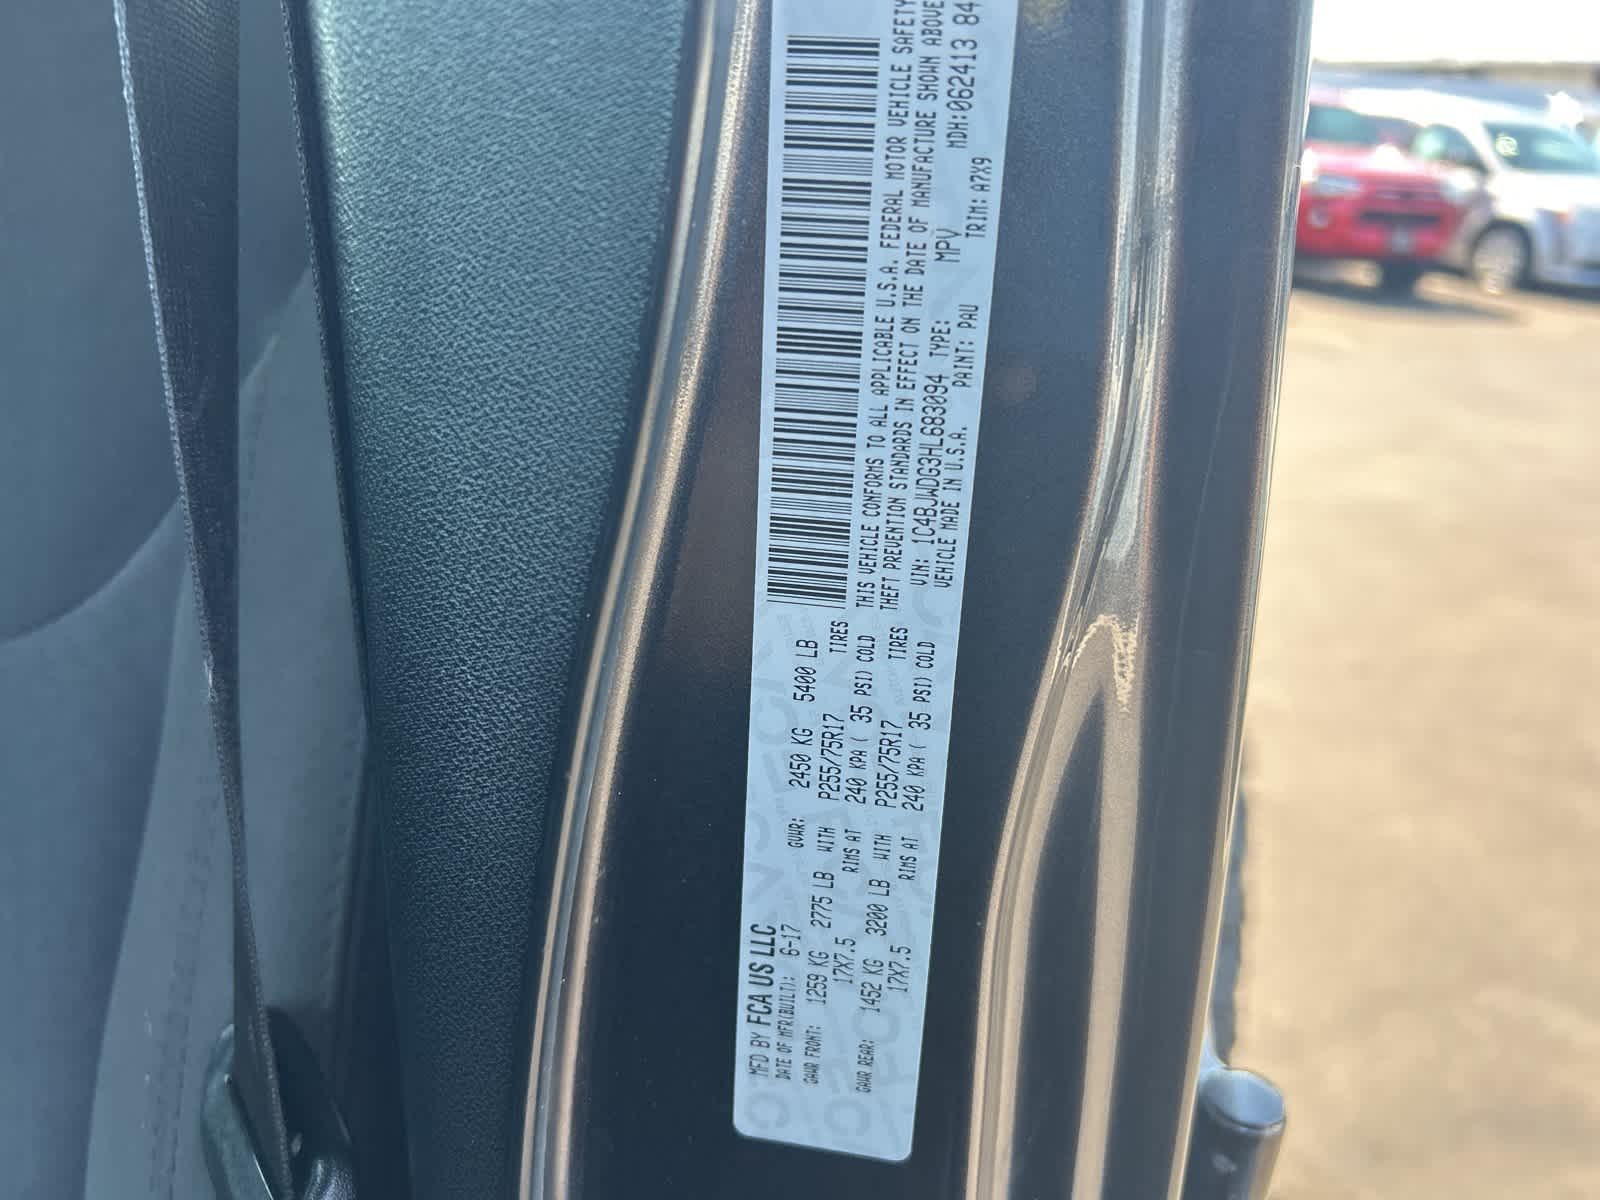 MFD BY FCA US LLC
DATE OF MFR(BUILT): 6-17 GVWR: 2450 KG 5400 LB
GAWR FRONT: 1259 KG 2775 LB WITH P255/75R17 TIRES
17X7.5 RIMS AT 240 KPA ( 35 PSI) COLD
GAWR REAR: 1452 KG 3200 LB WITH P255/75R17 TIRES
17X7.5 RIMS AT 240 KPA ( 35 PSI) COLD
THIS VEHICLE CONFORMS TO ALL APPLICABLE U.S.A. FEDERAL MOTOR VEHICLE SAFETY
THEFT PREVENTION STANDARDS IN EFFECT ON THE DATE OF MANUFACTURE SHOWN ABOVE
VIN: 1C4BJWDG3HL683094 TYPE: MPV MDH:062413 84
VEHICLE MADE IN U.S.A. PAINT: PAU TRIM: A7X9